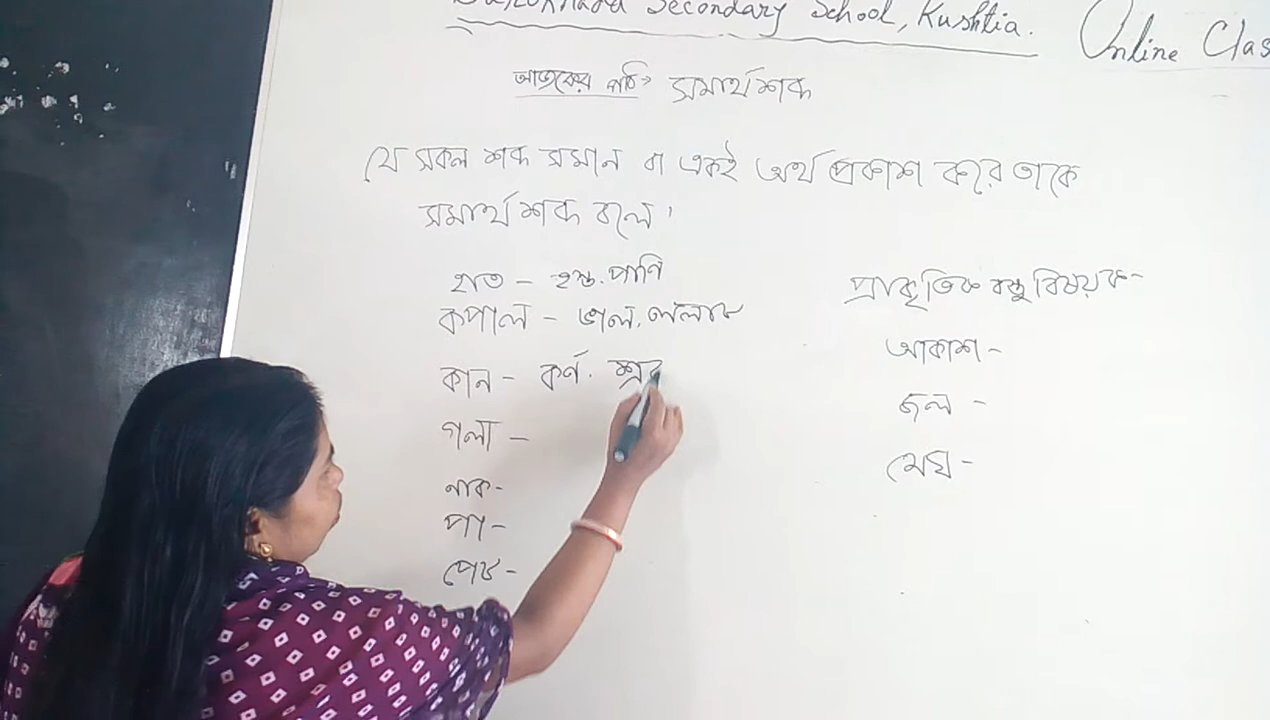 Secondary School, Kushtia.
Online Clas
আজকের পাঠ> সমার্থ শব্দ
যে সকল শব্দ সমান বা একই অর্থ প্রকাশ করে তাকে
সমার্থ শব্দ বলে।
হাত - হস্ত. পাণি
কপাল - ভাল. ললাট
কান - কর্ণ. শ্রব
গলা -
নাক-
পা-
পেট-
প্রাকৃতিক বস্তু বিষয়ক-
আকাশ -
জল -
মেঘ -